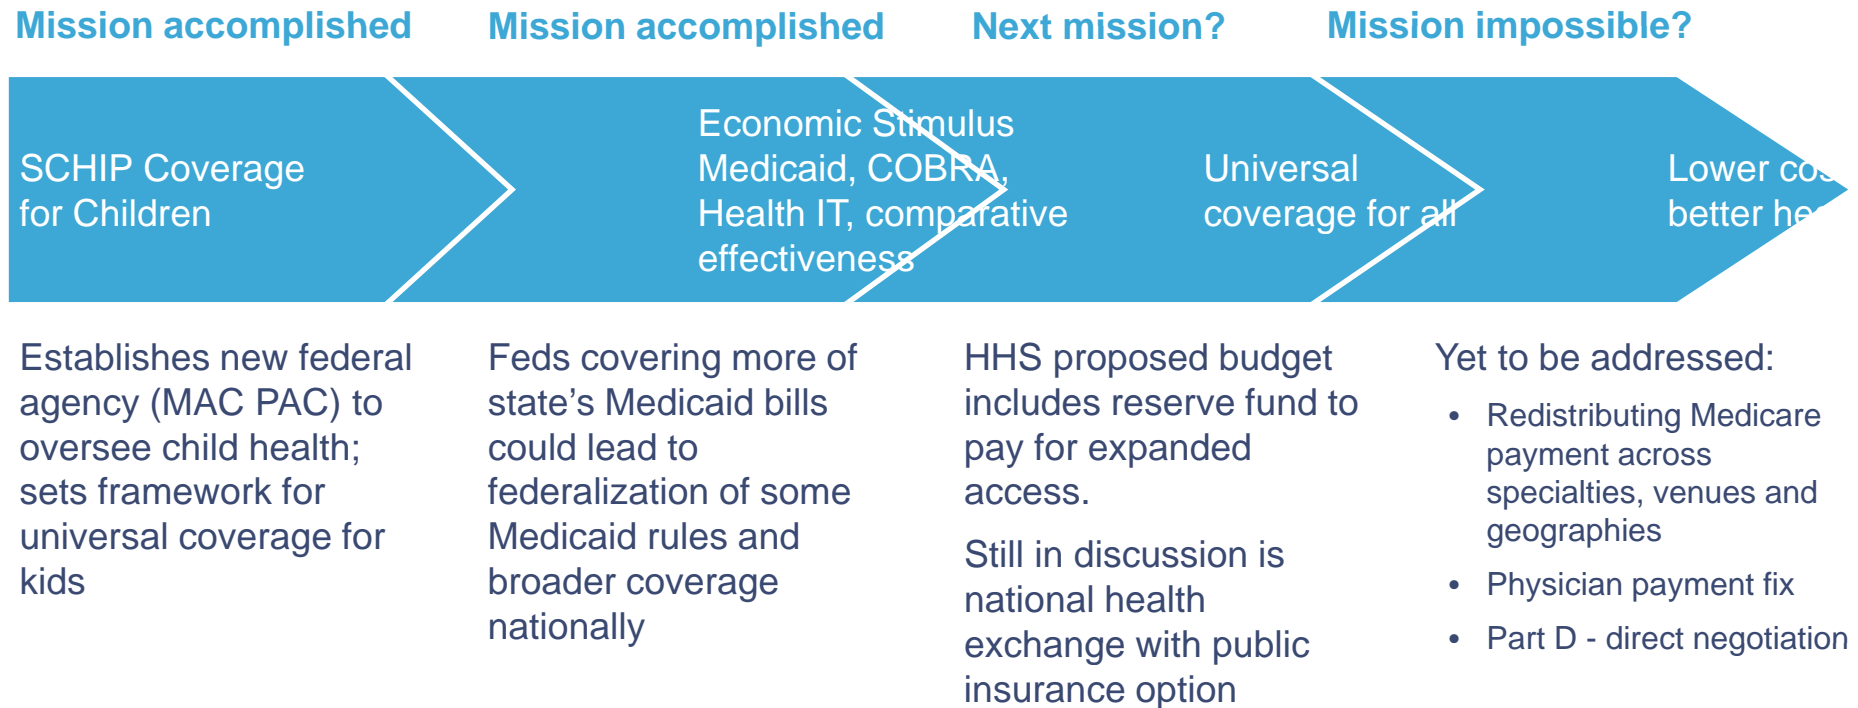 Mission accomplished
Mission accomplished
Next mission?
Mission impossible?
SCHIP Coverage
for Children
Economic Stimulus
Medicaid, COBRA,
Health IT, comparative
effectiveness
Universal
coverage for all
Lower
better
Establishes new federal
agency (MAC PAC) to
oversee child health;
sets framework for
universal coverage for
kids
Feds covering more of
state’s Medicaid bills
could lead to
federalization of some
Medicaid rules and
broader coverage
nationally
HHS proposed budget
includes reserve fund to
pay for expanded
access.
Still in discussion is
national health
exchange with public
insurance option
Yet to be addressed:
• Redistributing Medicare
payment across
specialties, venues and
geographies
• Physician payment fix
• Part D - direct negotiation